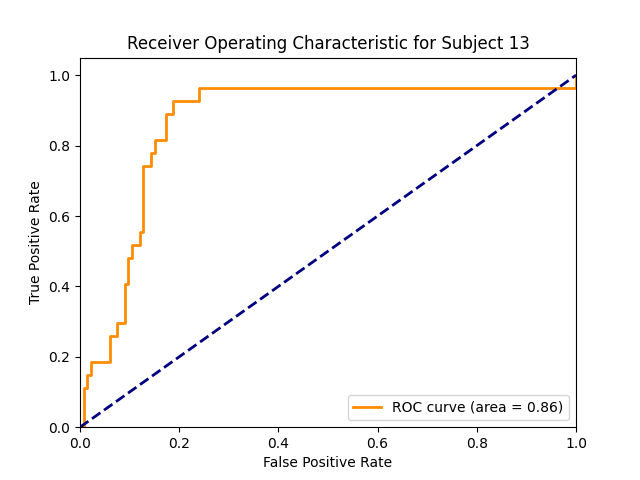 Receiver Operating Characteristic for Subject 13
True Positive Rate
1.0
0.8
0.6
0.4
0.2
0.0
ROC curve (area = 0.86)
0.0 0.2 0.4 0.6 0.8 1.0
False Positive Rate